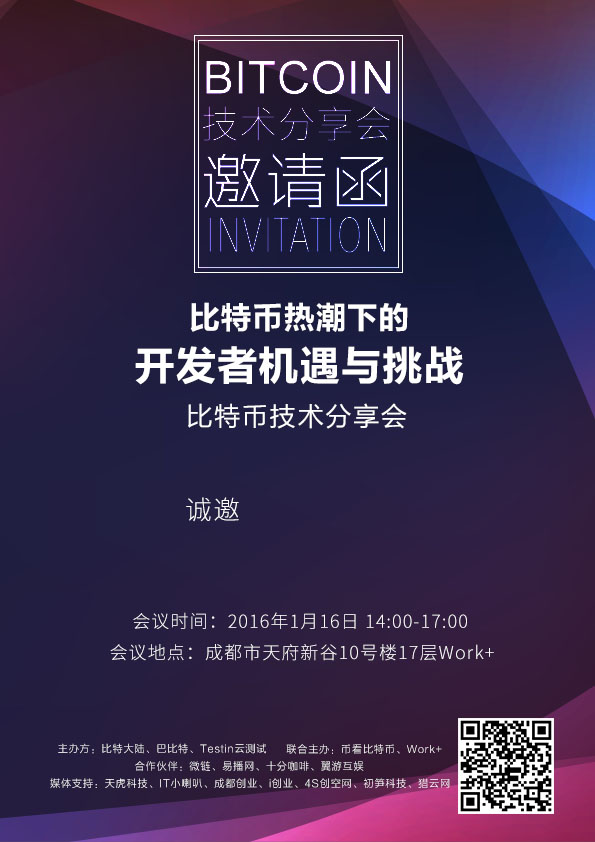 BITCOIN
技术分享会
邀请函
INVITATION
比特币热潮下的
开发者机遇与挑战
比特币技术分享会
诚邀
会议时间：2016年1月16日 14:00-17:00
会议地点：成都市天府新谷10号楼17层Work+
主办方：比特大陆、巴比特、Testin云测试 联合主办：币看比特币、Work+
合作伙伴：微链、易播网、十分咖啡、翼游互娱
媒体支持：天虎科技、IT小喇叭、成都创业、i创业、4S创空网、初笋科技、猎云网